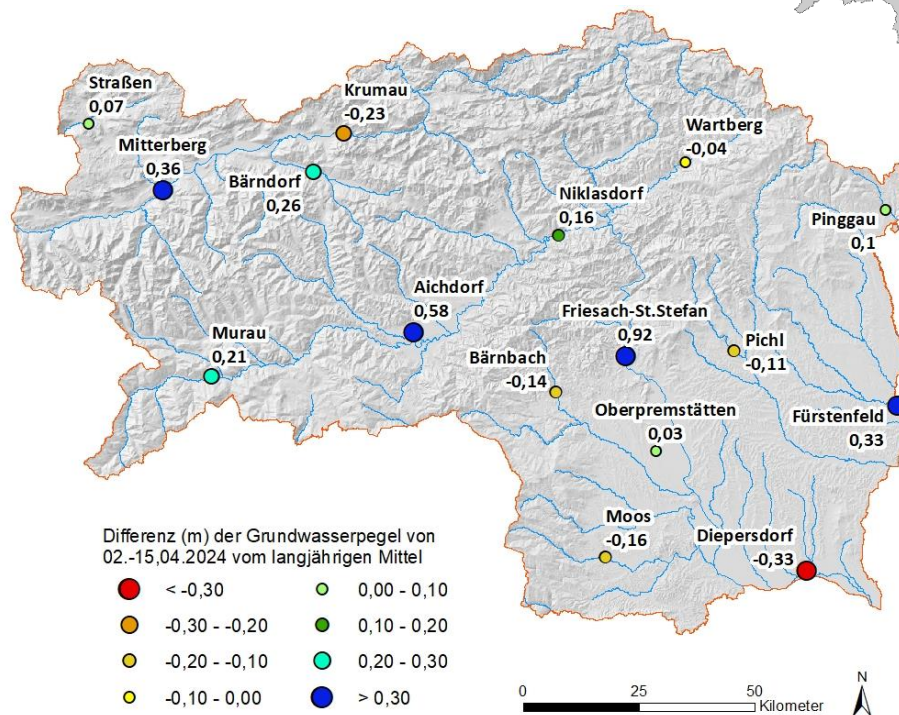 Straßen
0,07
Krumau
-0,23
Mitterberg
0,36
Wartberg
-0,04
Bärndorf
0,26
Niklasdorf
0,16
Pinggau
0,1
Aichdorf
0,58
Friesach-St.Stefan
0,92
Murau
0,21
Bärnbach
-0,14
Pichl
-0,11
Oberpremstätten
0,03
Fürstenfeld
0,33
Moos
-0,16
Diepersdorf
-0,33
Differenz (m) der Grundwasserpegel von
02.-15,04.2024 vom langjährigen Mittel
< -0,30
-0,30 - -0,20
-0,20 - -0,10
-0,10 - 0,00
0,00 - 0,10
0,10 - 0,20
0,20 - 0,30
> 0,30
0 25 50
Kilometer
N